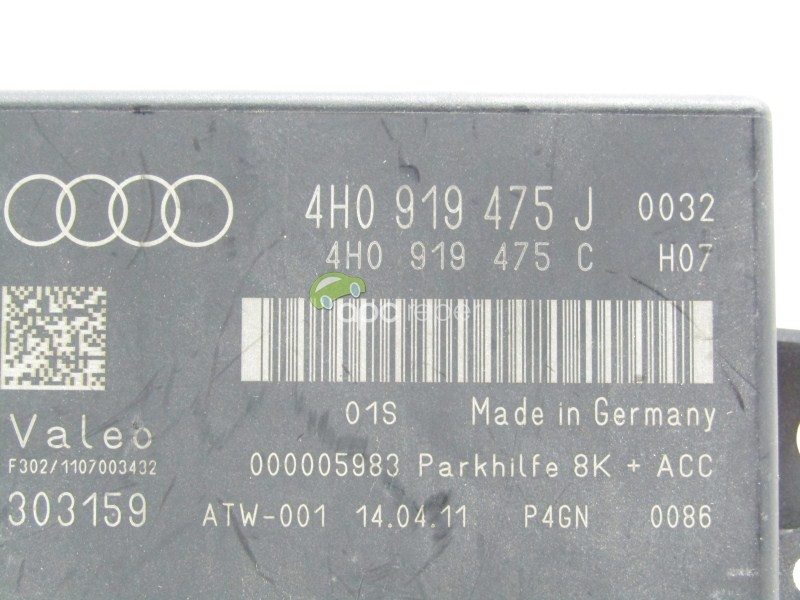 4H0 919 475 J 0032
4H0 919 475 C H07
Valeo
F302/1107003432
303159
01S Made in Germany
000005983 Parkhilfe 8K + ACC
ATW-001 14.04.11 P4GN 0086